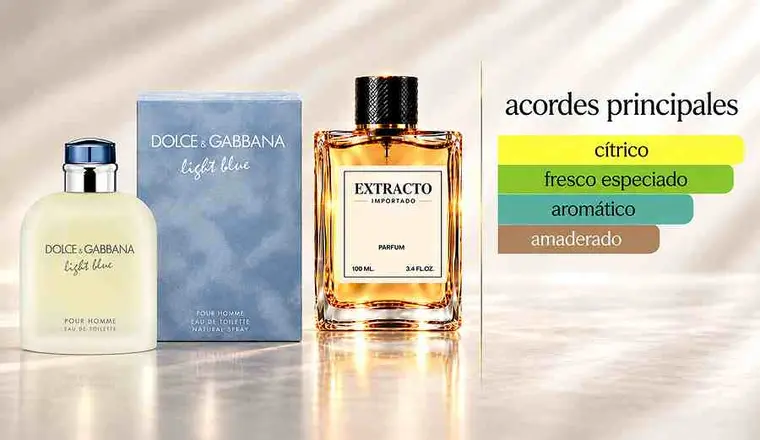 DOLCE & GABBANA
light blue
POUR HOMME
EAU DE TOILETTE
DOLCE & GABBANA
light blue
POUR HOMME
EAU DE TOILETTE
NATURAL SPRAY
EXTRACTO
IMPORTADO
PARFUM
100 ML. 3.4 FL.OZ.
acordes principales
cítrico
fresco especiado
aromático
amaderado